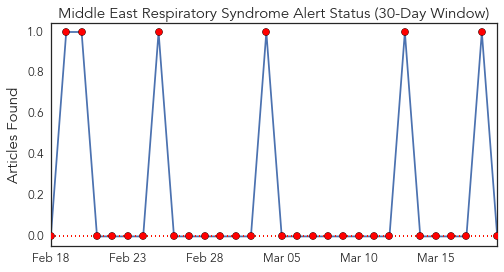 Middle East Respiratory Syndrome Alert Status (30-Day Window)
Articles Found
1.0
0.8
0.6
0.4
0.2
0.0
Feb 18 Feb 23 Feb 28 Mar 05 Mar 10 Mar 15